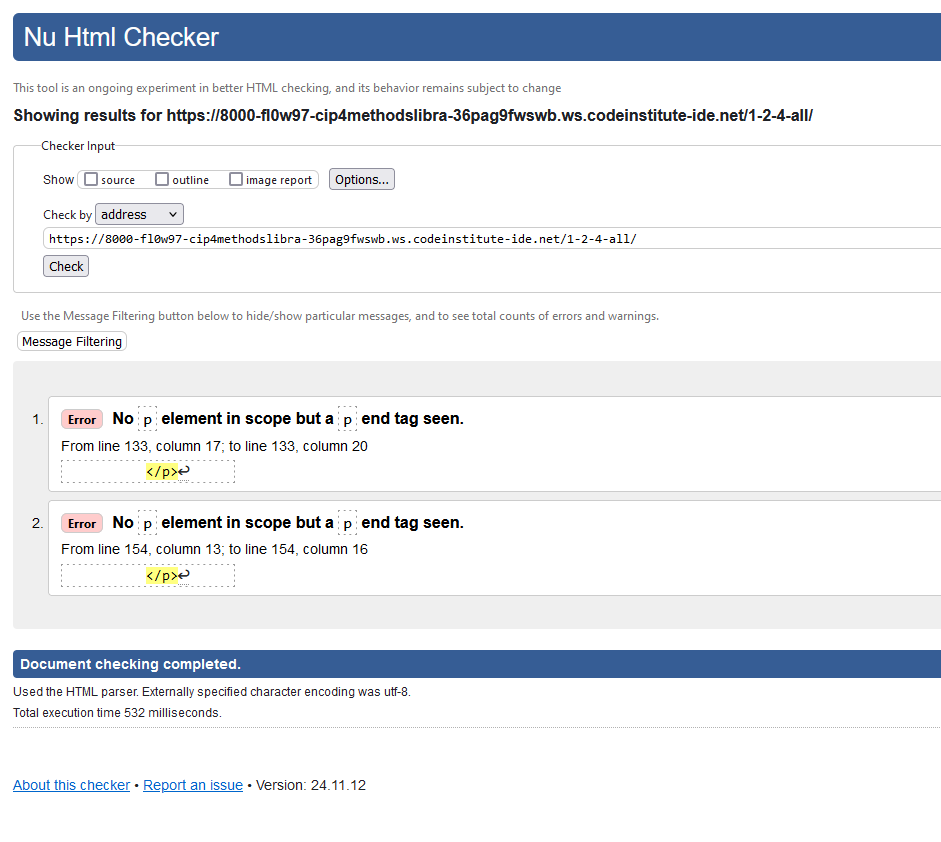 Nu Html Checker
This tool is an ongoing experiment in better HTML checking, and its behavior remains subject to change
Showing results for https://8000-fl0w97-cip4methodslibra-36pag9fwswb.ws.codeinstitute-ide.net/1-2-4-all/
Checker Input
Show source outline image report Options...
Check by address
https://8000-fl0w97-cip4methodslibra-36pag9fwswb.ws.codeinstitute-ide.net/1-2-4-all/
Check
Use the Message Filtering button below to hide/show particular messages, and to see total counts of errors and warnings.
Message Filtering
1. Error No p element in scope but a p end tag seen.
From line 133, column 17; to line 133, column 20
</p>↩
2. Error No p element in scope but a p end tag seen.
From line 154, column 13; to line 154, column 16
</p>↩
Document checking completed.
Used the HTML parser. Externally specified character encoding was utf-8.
Total execution time 532 milliseconds.
About this checker • Report an issue • Version: 24.11.12